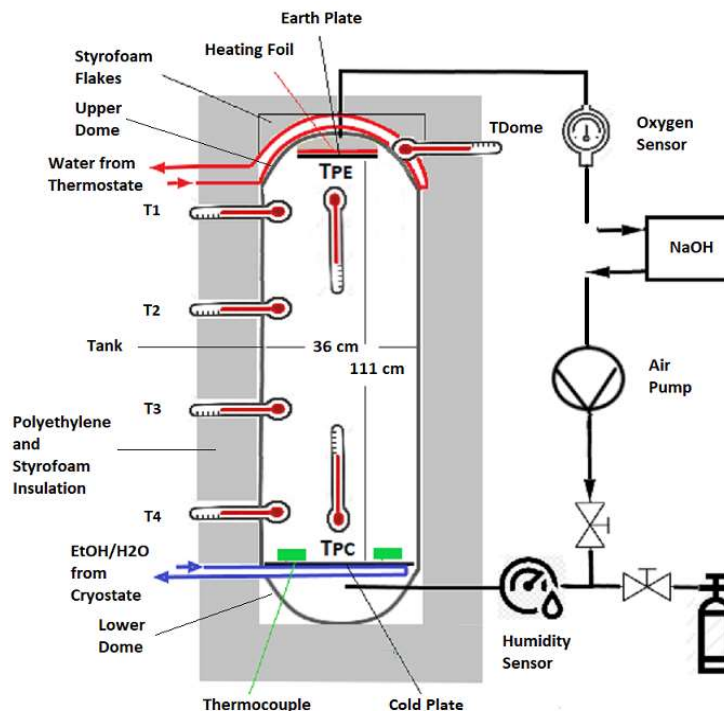 Earth Plate
Heating Foil
Styrofoam
Flakes
Upper
Dome
TDome
Oxygen
Sensor
Water from
Thermostate
TPE
T1
NaOH
T2
Tank
36 cm
111 cm
Air
Pump
T3
Polyethylene
and
Styrofoam
Insulation
T4
TPC
EtOH/H2O
from
Cryostate
Lower
Dome
Humidity
Sensor
Thermocouple
Cold Plate